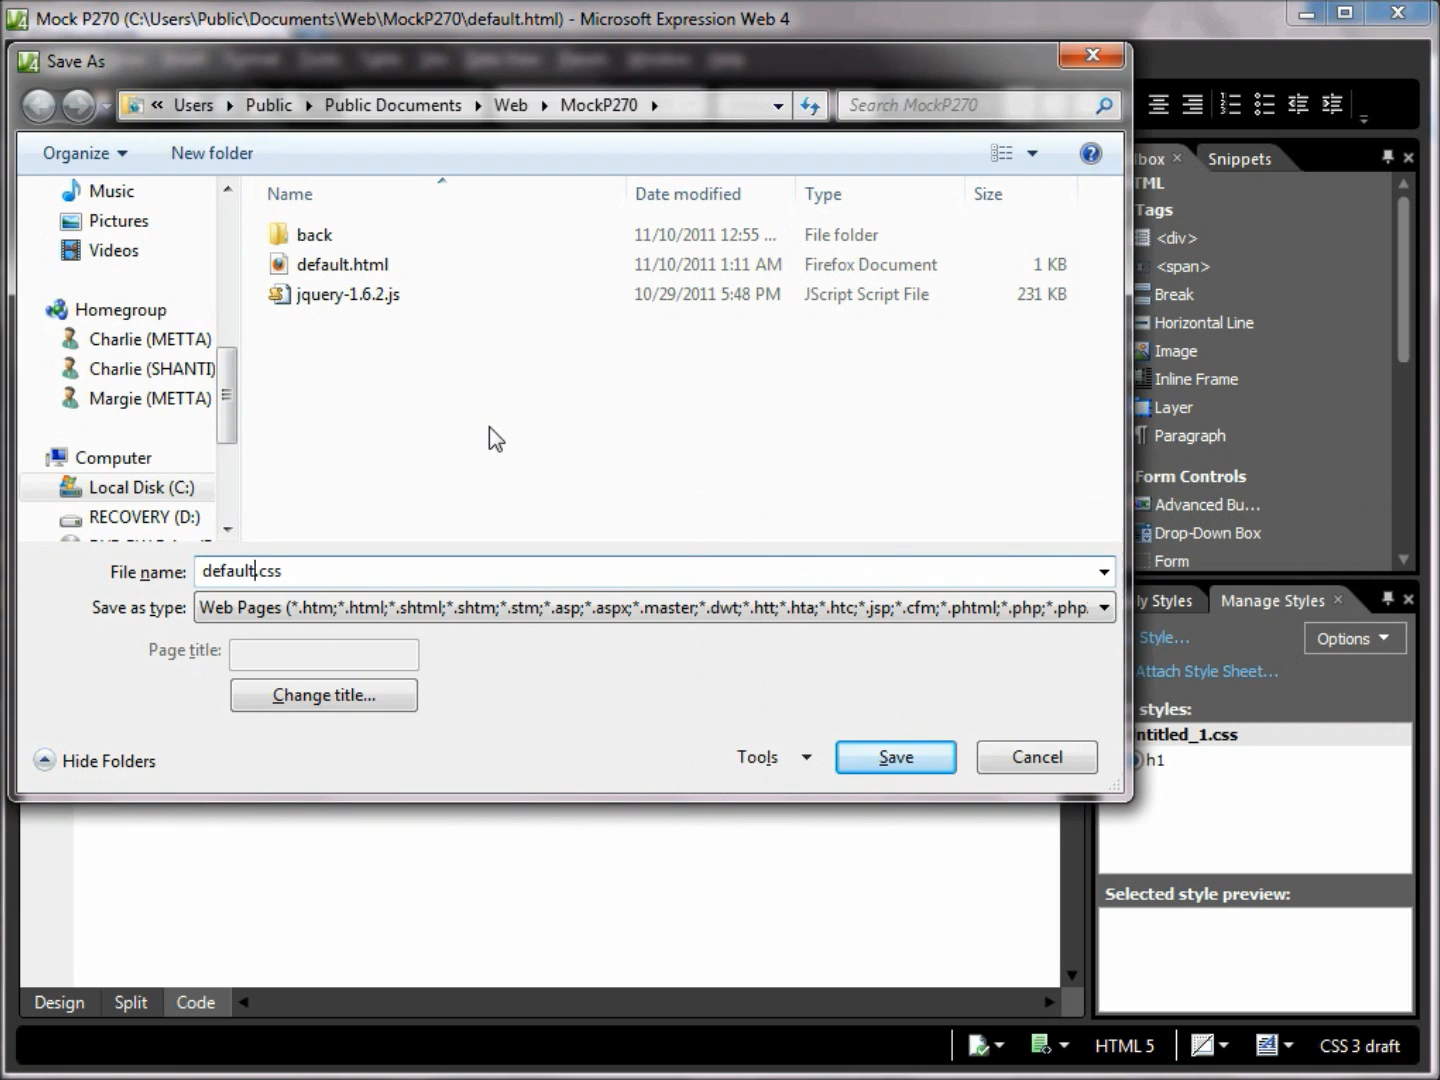 Mock P270 (C:\Users\Public\Documents\Web\MockP270\default.html) - Microsoft Expression Web 4
Save As
« Users Public Public Documents Web MockP270
Search MockP270
Organize New folder
Music
Pictures
Videos
Homegroup
Charlie (METTA)
Charlie (SHANTI)
Margie (METTA)
Computer
Local Disk (C:)
RECOVERY (D:)
Name Date modified Type Size
back 11/10/2011 12:55 ... File folder
default.html 11/10/2011 1:11 AM Firefox Document 1 KB
jquery-1.6.2.js 10/29/2011 5:48 PM JScript Script File 231 KB
File name: default.css
Save as type: Web Pages (*.htm;*.html;*.shtml;*.shtm;*.stm;*.asp;*.aspx;*.master;*.dwt;*.htt;*.hta;*.htc;*.jsp;*.cfm;*.phtml;*.php;*.php
Page title:
Change title...
Hide Folders
Tools Save Cancel
box Snippets
TML
Tags
<div>
<span>
Break
Horizontal Line
Image
Inline Frame
Layer
Paragraph
Form Controls
Advanced Bu...
Drop-Down Box
Form
ly Styles Manage Styles
Style...
Options
Attach Style Sheet...
styles:
ntitled_1.css
h1
Selected style preview:
Design Split Code
HTML 5 CSS 3 draft